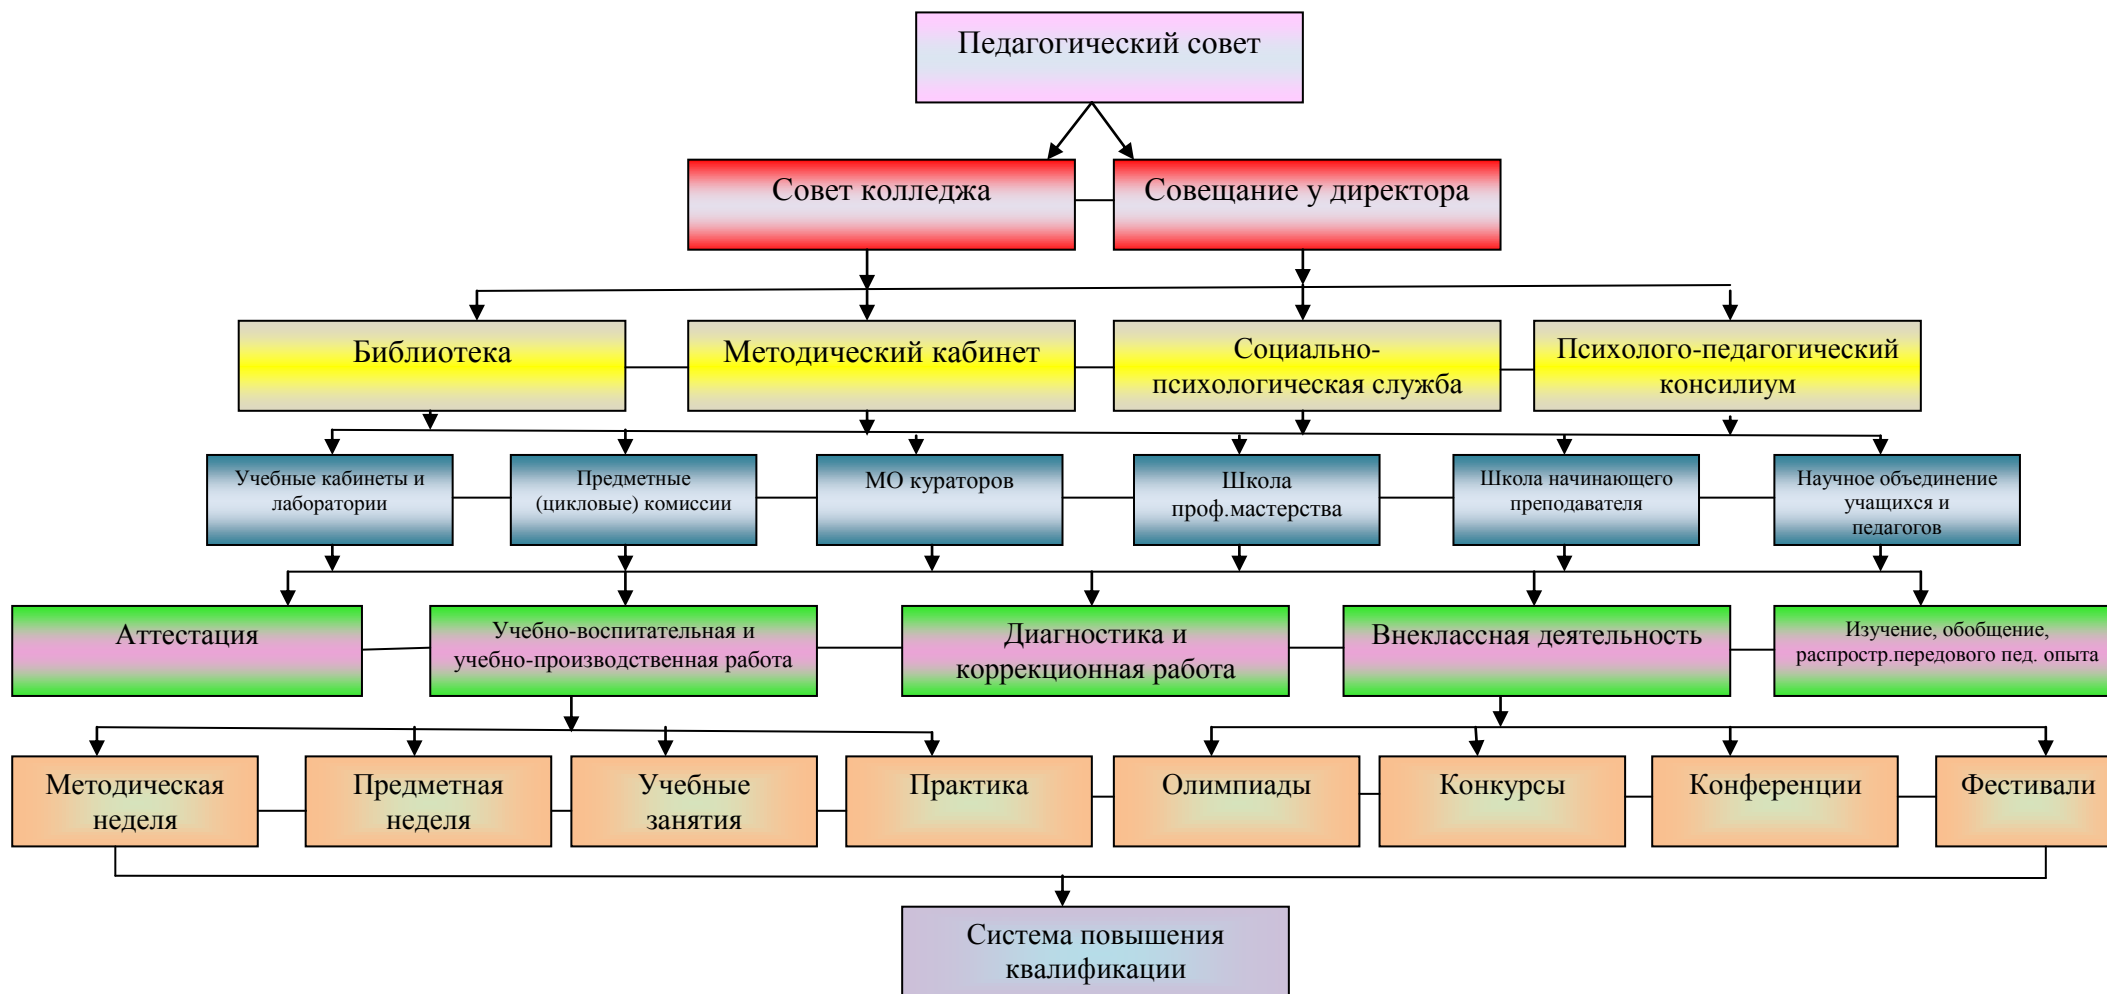 Педагогический совет
Совет колледжа
Совещание у директора
Библиотека
Методический кабинет
Социально-
психологическая служба
Психолого-педагогический
консилиум
Учебные кабинеты и
лаборатории
Предметные
(цикловые) комиссии
МО кураторов
Школа
проф.мастерства
Школа начинающего
преподавателя
Научное объединение
учащихся и
педагогов
Аттестация
Учебно-воспитательная и
учебно-производственная работа
Диагностика и
коррекционная работа
Внеклассная деятельность
Изучение, обобщение,
распростр.передового пед. опыта
Методическая
неделя
Предметная
неделя
Учебные
занятия
Практика
Олимпиады
Конкурсы
Конференции
Фестивали
Система повышения
квалификации